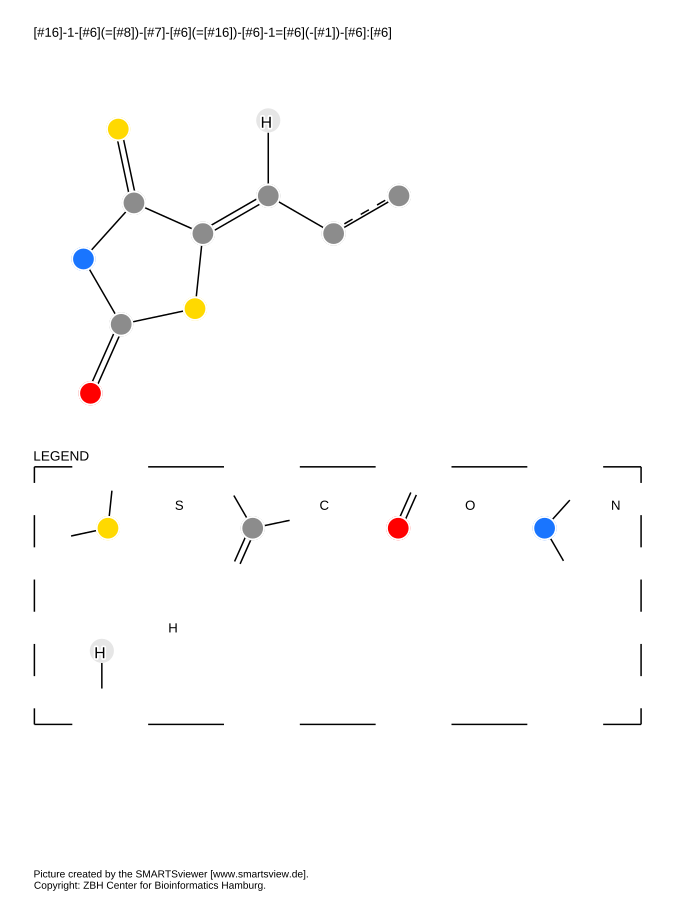 [#16]-1-[#6](=[#8])-[#7]-[#6](=[#16])-[#6]-1=[#6](-[#1])-[#6]:[#6]
H
LEGEND
S C O N
H
H
Picture created by the SMARTSviewer [www.smartsview.de].
Copyright: ZBH Center for Bioinformatics Hamburg.